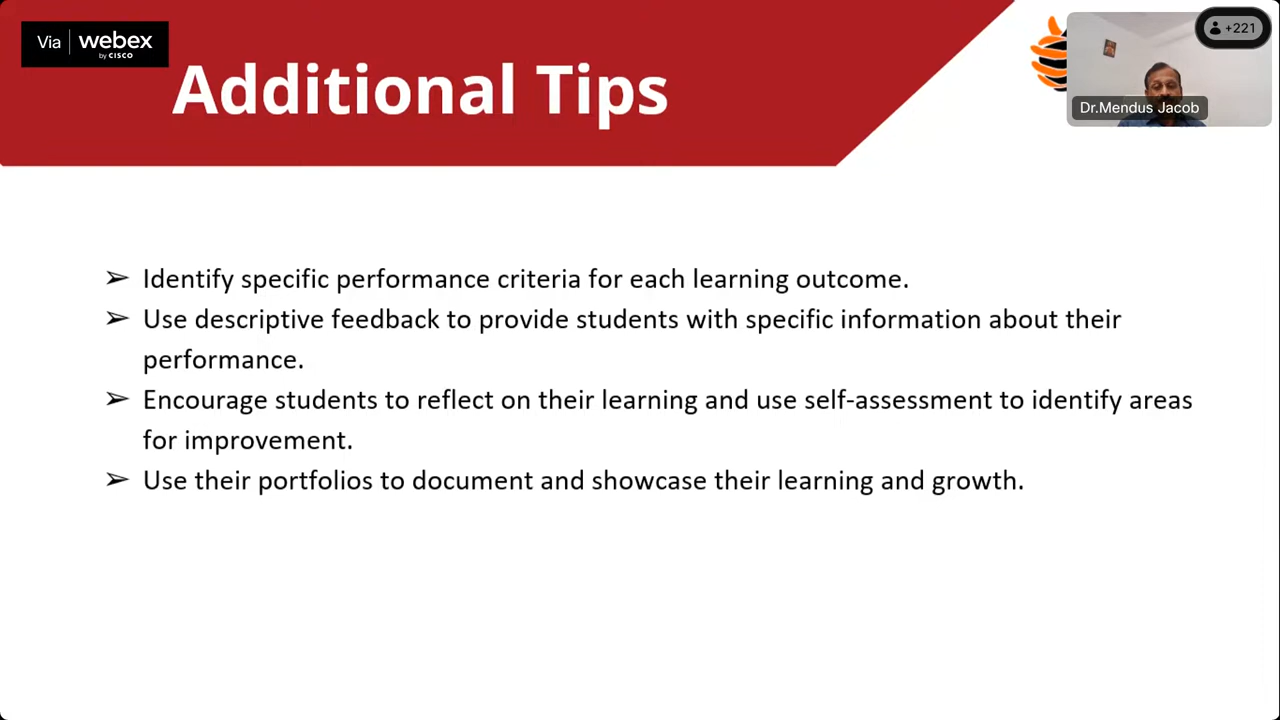 Via webex
by CISCO
Additional Tips
+221
Dr.Mendus Jacob
➢ Identify specific performance criteria for each learning outcome.
➢ Use descriptive feedback to provide students with specific information about their
performance.
➢ Encourage students to reflect on their learning and use self-assessment to identify areas
for improvement.
➢ Use their portfolios to document and showcase their learning and growth.